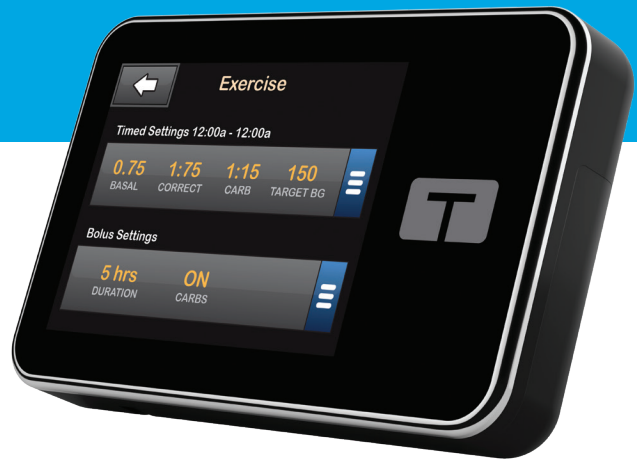 Exercise
Timed Settings 12:00a - 12:00a
0.75 1:75 1:15 150
BASAL CORRECT CARB TARGET BG
Bolus Settings
5 hrs ON
DURATION CARBS
T